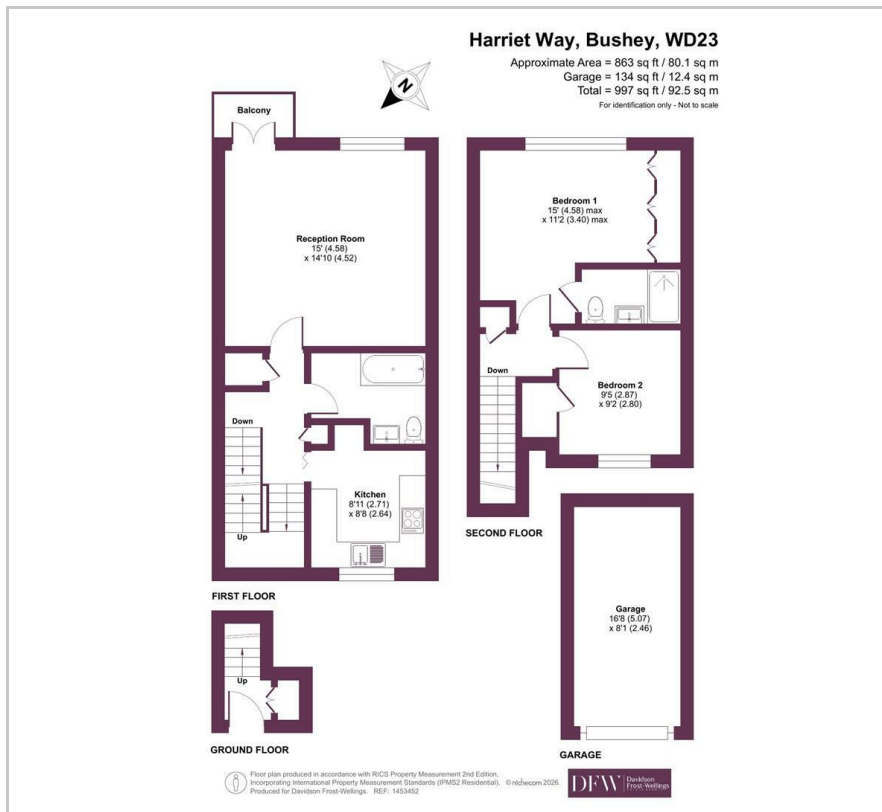 Harriet Way, Bushey, WD23
Approximate Area = 863 sq ft / 80.1 sq m
Garage = 134 sq ft / 12.4 sq m
Total = 997 sq ft / 92.5 sq m
For identification only - Not to scale
N
Balcony
Reception Room
15' (4.58)
x 14'10 (4.52)
Down
Up
Kitchen
8'11 (2.71)
x 8'8 (2.64)
FIRST FLOOR
Bedroom 1
15' (4.58) max
x 11'2 (3.40) max
Down
Bedroom 2
9'5 (2.87)
x 9'2 (2.80)
SECOND FLOOR
Up
GROUND FLOOR
Garage
16'8 (5.07)
x 8'1 (2.46)
GARAGE
Floor plan produced in accordance with RICS Property Measurement 2nd Edition,
Incorporating International Property Measurement Standards (IPMS2 Residential). © nichecom 2026.
Produced for Davidson Frost-Wellings. REF: 1453452
DFW
Davidson
Frost-Wellings